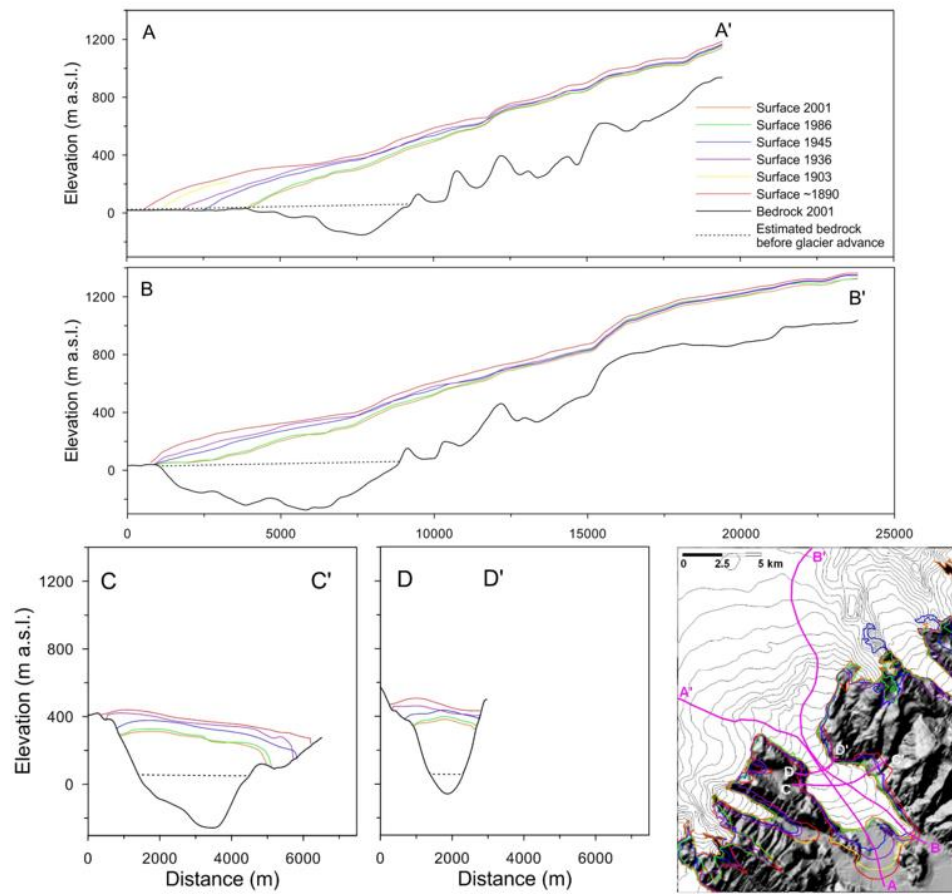 A
A'
Elevation (m a.s.l.)
1200
800
400
0
Surface 2001
Surface 1986
Surface 1945
Surface 1936
Surface 1903
Surface ~1890
Bedrock 2001
Estimated bedrock
before glacier advance
B
B'
Elevation (m a.s.l.)
1200
800
400
0
0 5000 10000 15000 20000 25000
C
C'
Elevation (m a.s.l.)
1200
800
400
0
0 2000 4000 6000
Distance (m)
D
D'
0 2000 4000 6000
Distance (m)
0 2.5 5 km
B'
A'
D'
D
C
B
A